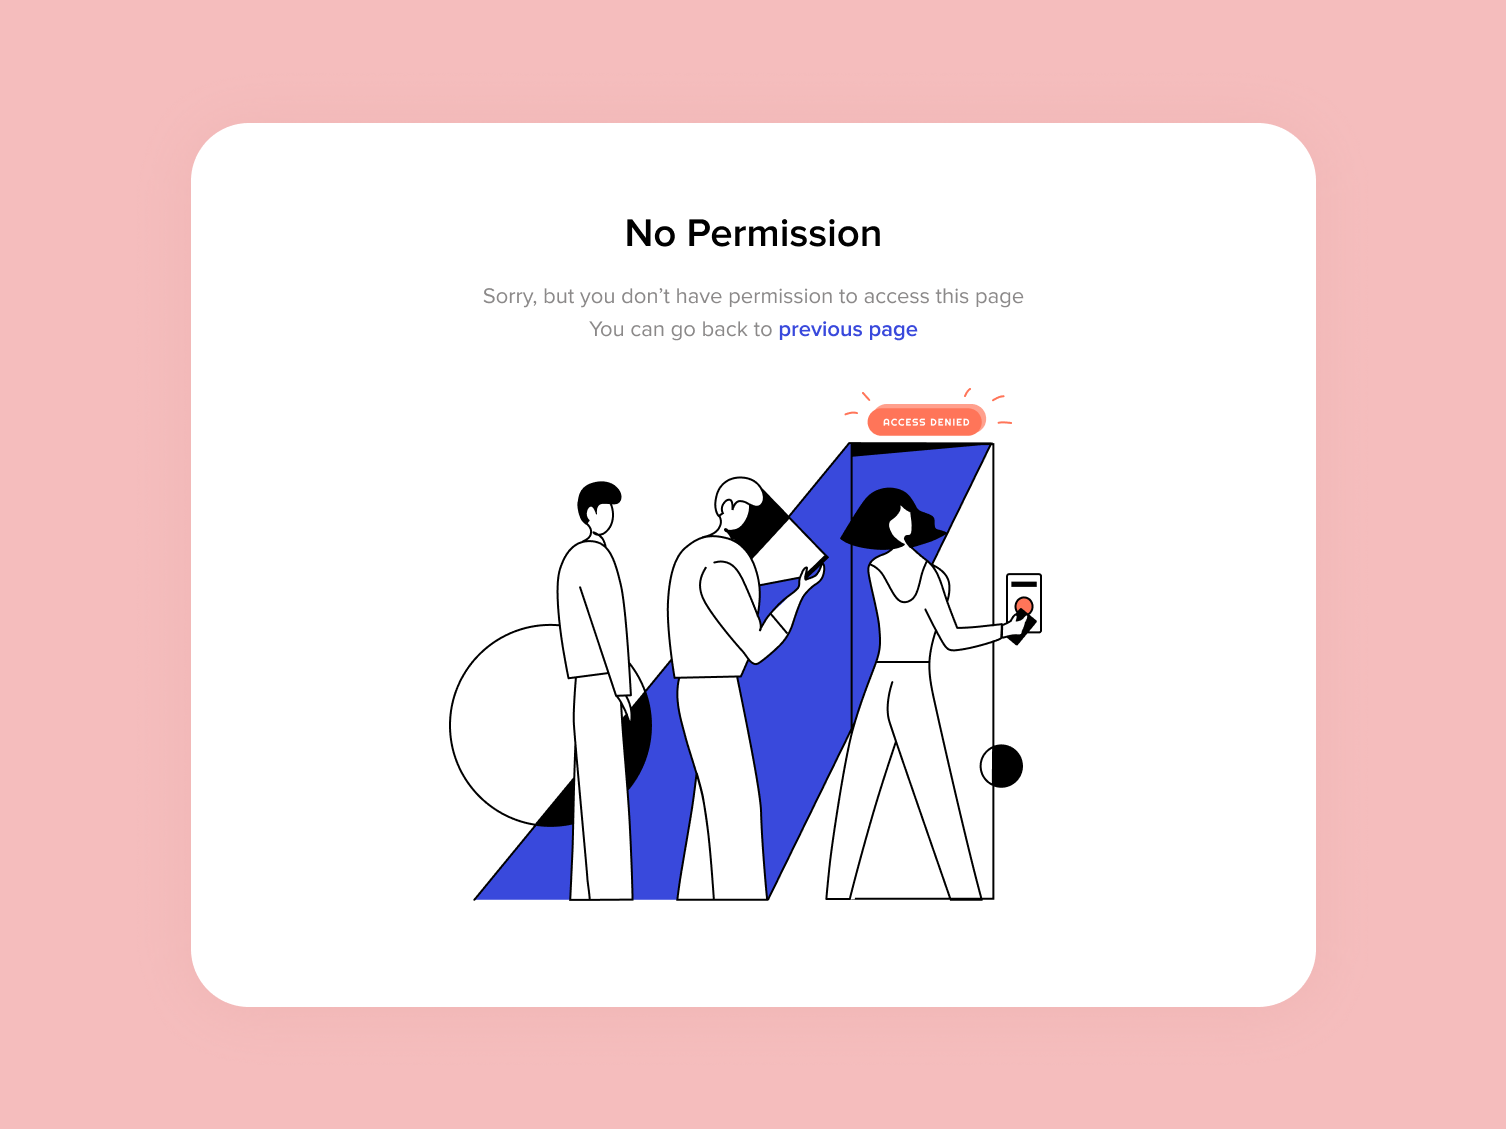 No Permission
Sorry, but you don’t have permission to access this page
You can go back to previous page
ACCESS DENIED